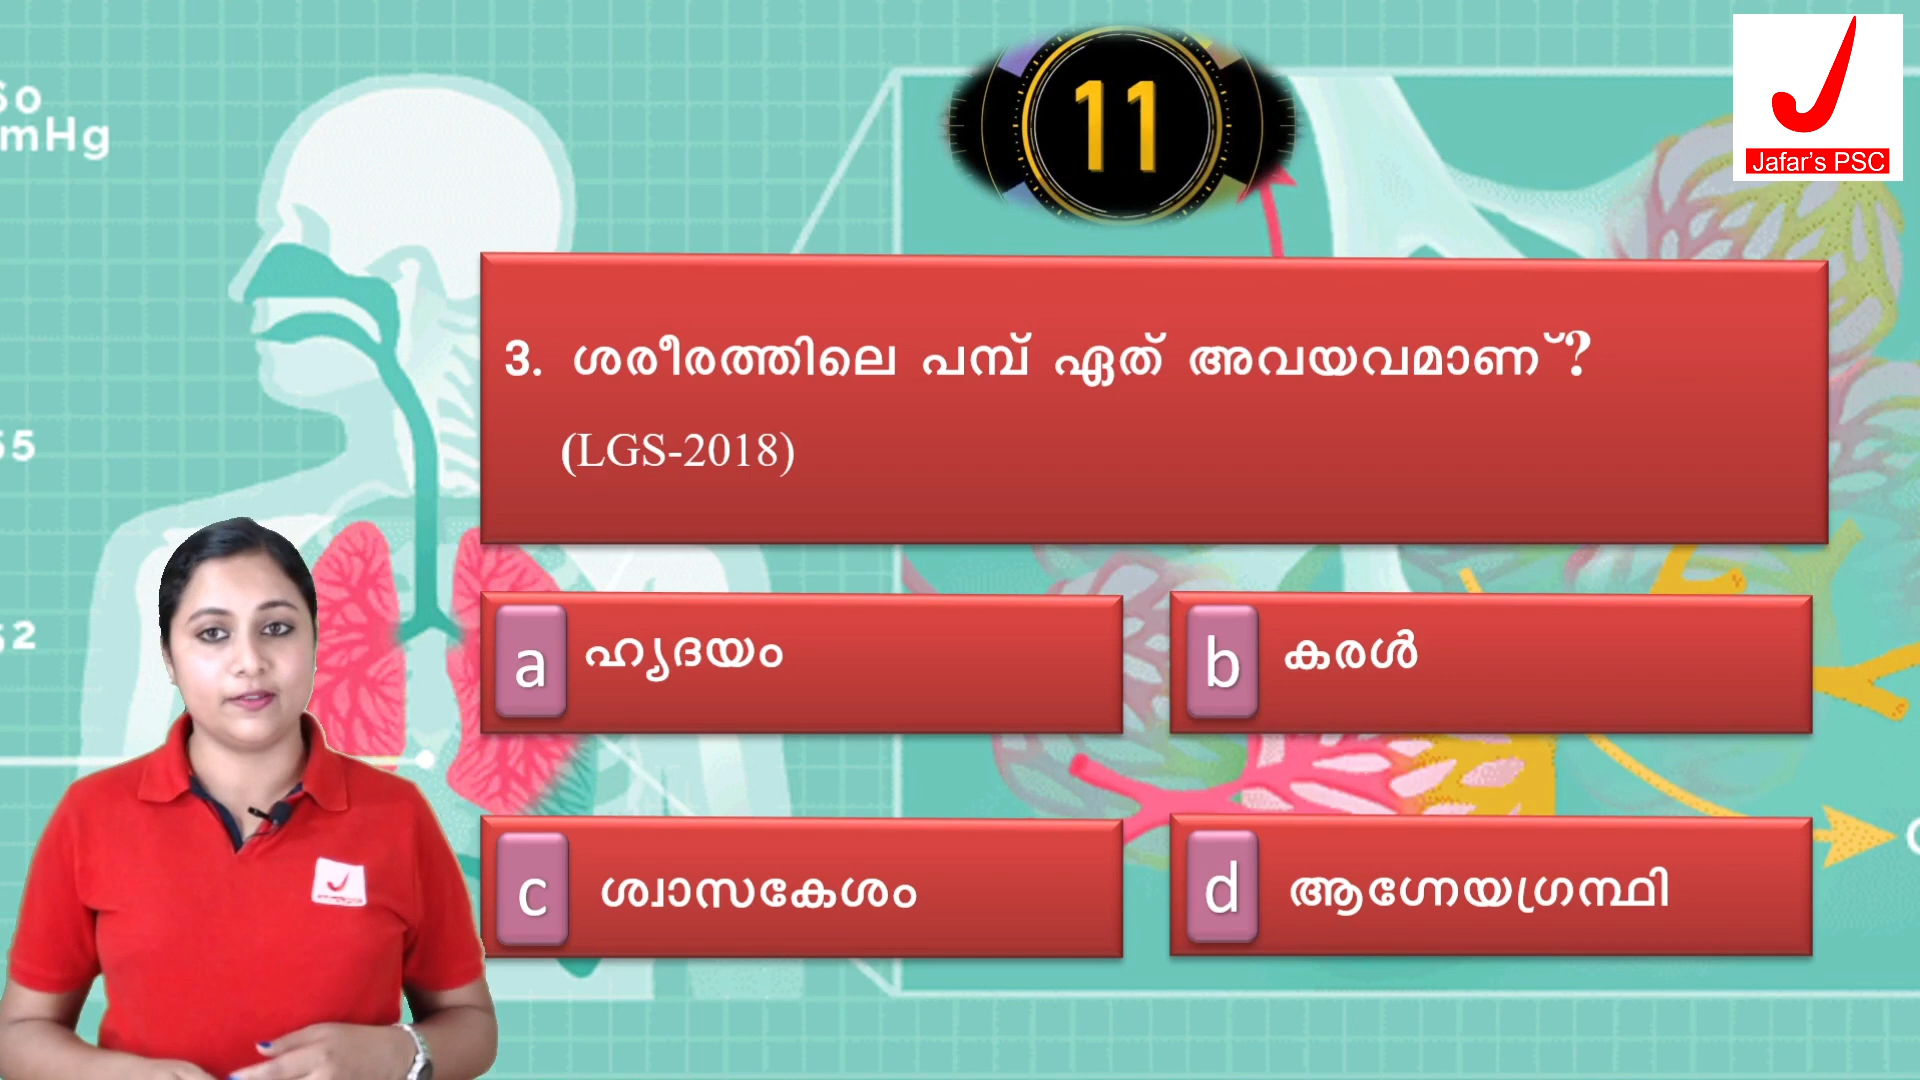 60
mHg
11
Jafar's PSC
3. ശരീരത്തിലെ പമ്പ് ഏത് അവയവമാണ്?
(LGS-2018)
55
52
a ഹൃദയം
b കരൾ
c ശ്വാസകേശം
d ആഗ്നേയഗ്രന്ഥി